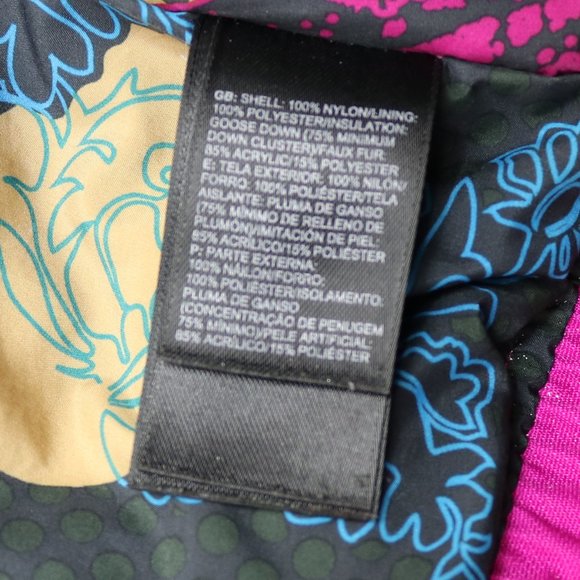 GB: SHELL: 100% NYLON/LINING:
100% POLYESTER/INSULATION:
GOOSE DOWN (75% MINIMUM
DOWN CLUSTER)/FAUX FUR:
85% ACRYLIC/15% POLYESTER
E: TELA EXTERIOR/DR: 100% NILÓN/
FORRO: 100% POLIÉSTER/TELA
AISLANTE: PLUMA DE GANSO
(75% MÍNIMO DE RELLENO DE
PLUMÓN)/IMITACIÓN DE PIEL:
85% ACRÍLICO/15% POLIÉSTER
P: PARTE EXTERNA:
100% NÁILON/FORRO:
100% POLIÉSTER/ISOLAMENTO:
PLUMA DE GANSO
(CONCENTRAÇÃO DE PENUGEM
75% MÍNIMO)/PELE ARTIFICIAL:
85% ACRÍLICO/15% POLIÉSTER